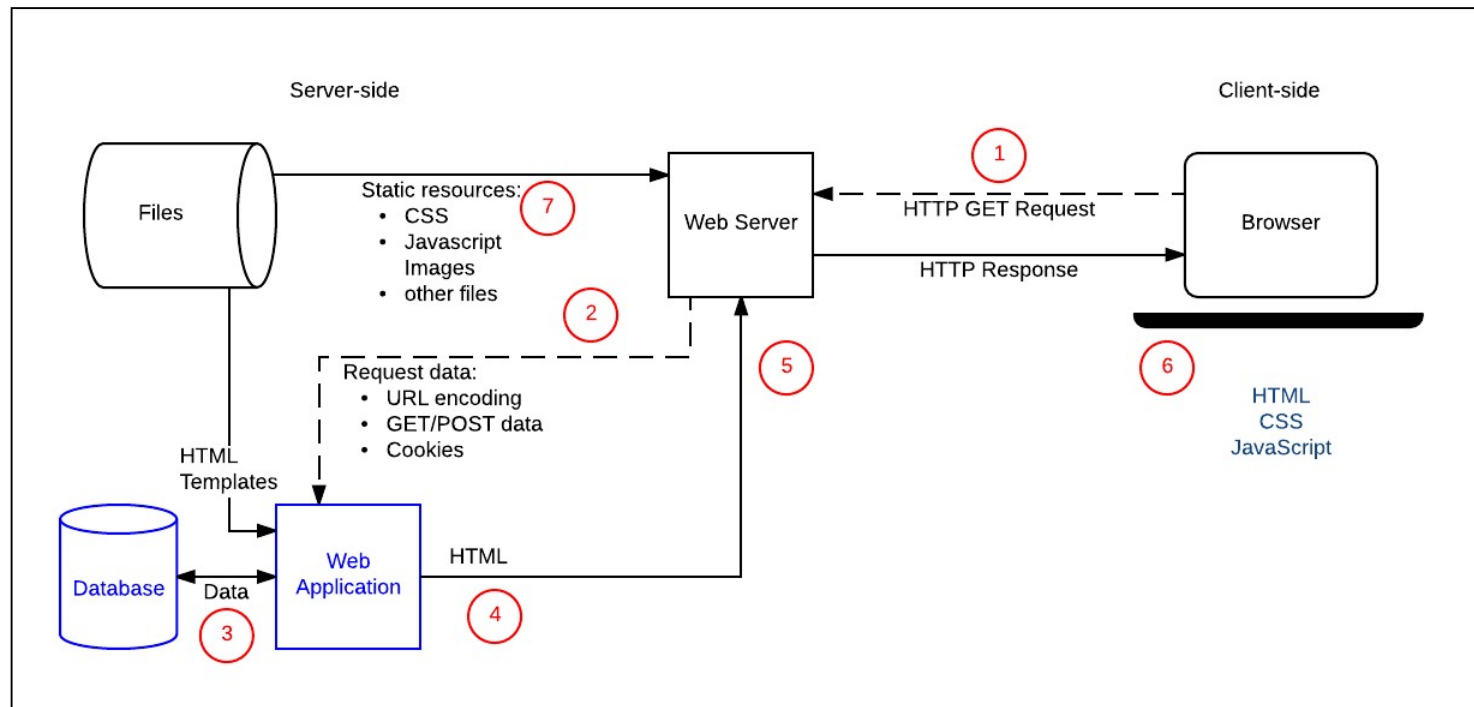 Server-side
Client-side
1
Files
Static resources:
• CSS
• Javascript
Images
• other files
7
Web Server
HTTP GET Request
HTTP Response
Browser
2
Request data:
• URL encoding
• GET/POST data
• Cookies
5
6
HTML
CSS
JavaScript
HTML
Templates
Database
Data
3
Web
Application
HTML
4